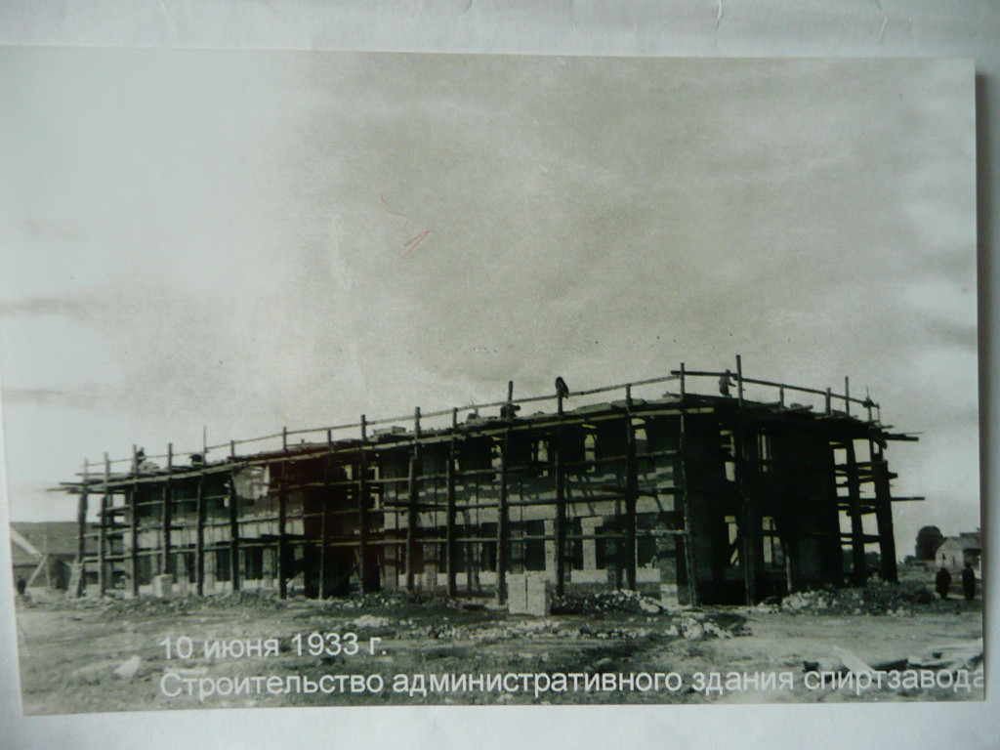 10 июня 1933 г.
Строительство административного здания спиртзавода